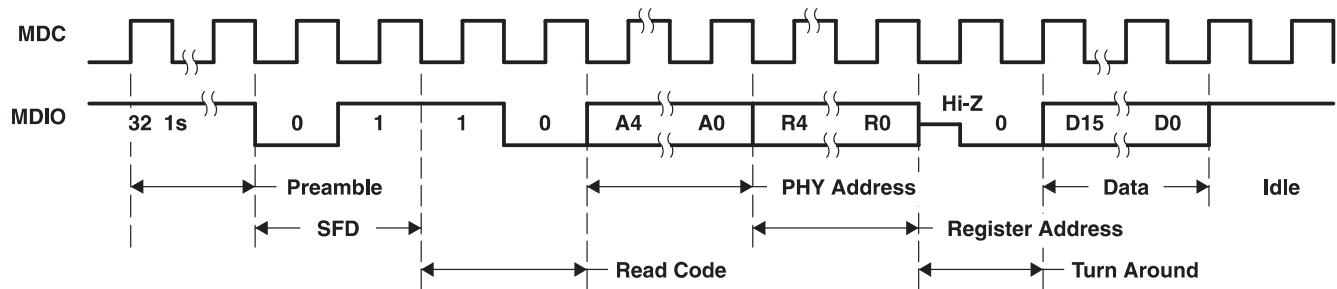 MDC
Hi-Z
MDIO
32 1s 0 1 1 0 A4 A0 R4 R0 0 D15 D0
Preamble PHY Address Data Idle
SFD Register Address
Read Code Turn Around